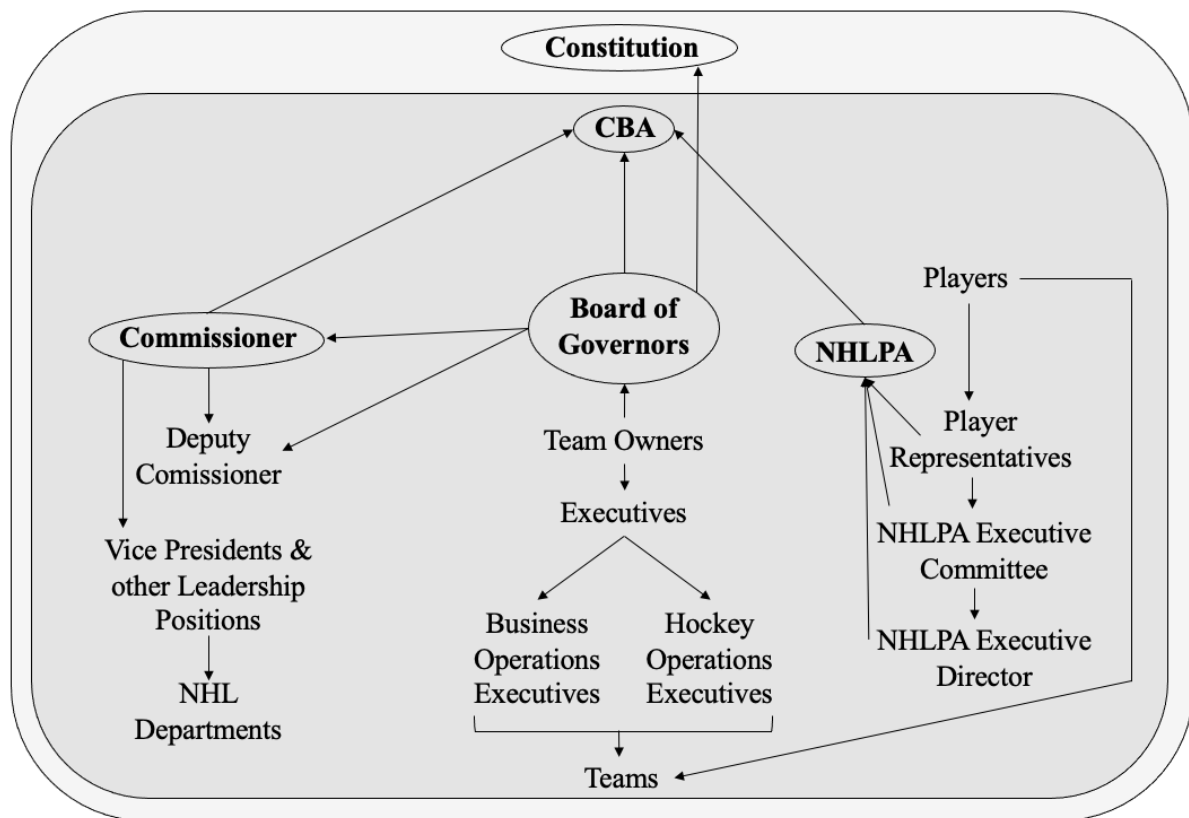 Constitution
CBA
Players
Commissioner
Board of
Governors
NHLPA
Deputy
Comissioner
Team Owners
Player
Representatives
Executives
Vice Presidents &
other Leadership
Positions
NHLPA Executive
Committee
Business
Operations
Executives
Hockey
Operations
Executives
NHLPA Executive
Director
NHL
Departments
Teams